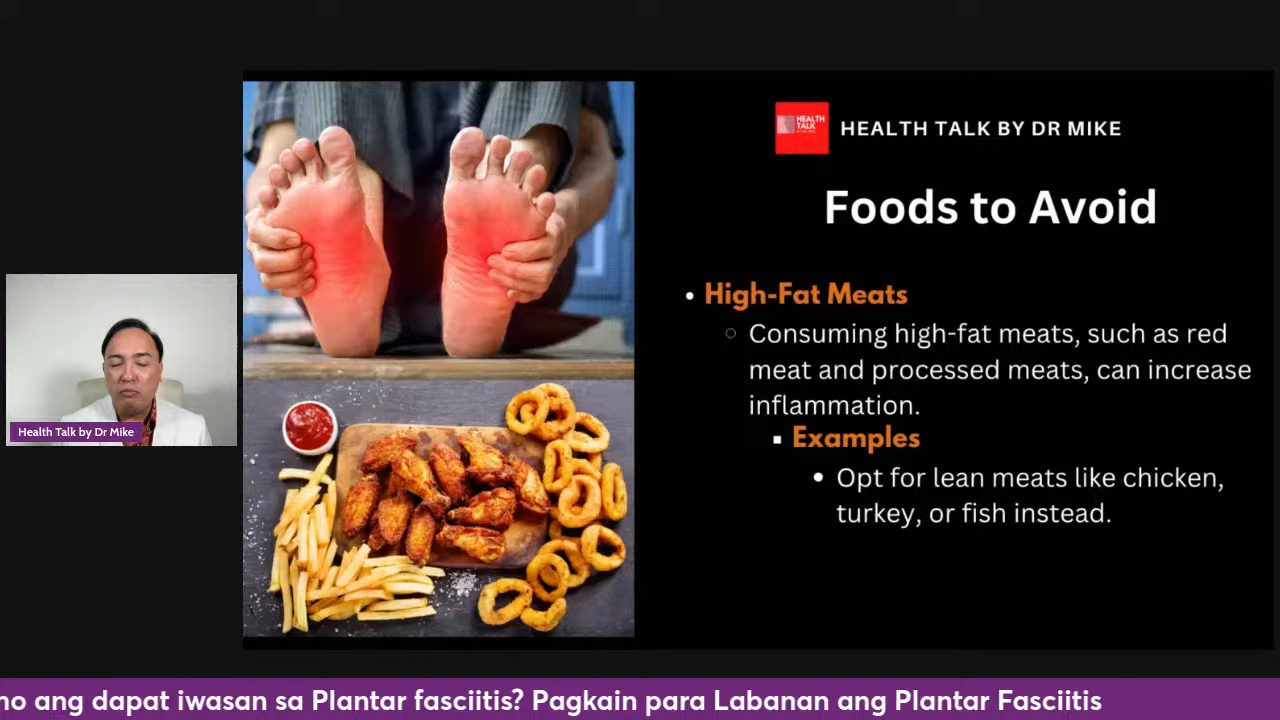 HEALTH
TALK
HEALTH TALK BY DR MIKE
Foods to Avoid
High-Fat Meats
Consuming high-fat meats, such as red
meat and processed meats, can increase
inflammation.
Examples
Opt for lean meats like chicken,
turkey, or fish instead.
Health Talk by Dr Mike
ang dapat iwasan sa Plantar fasciitis? Pagkain para Labanan ang Plantar Fasciitis